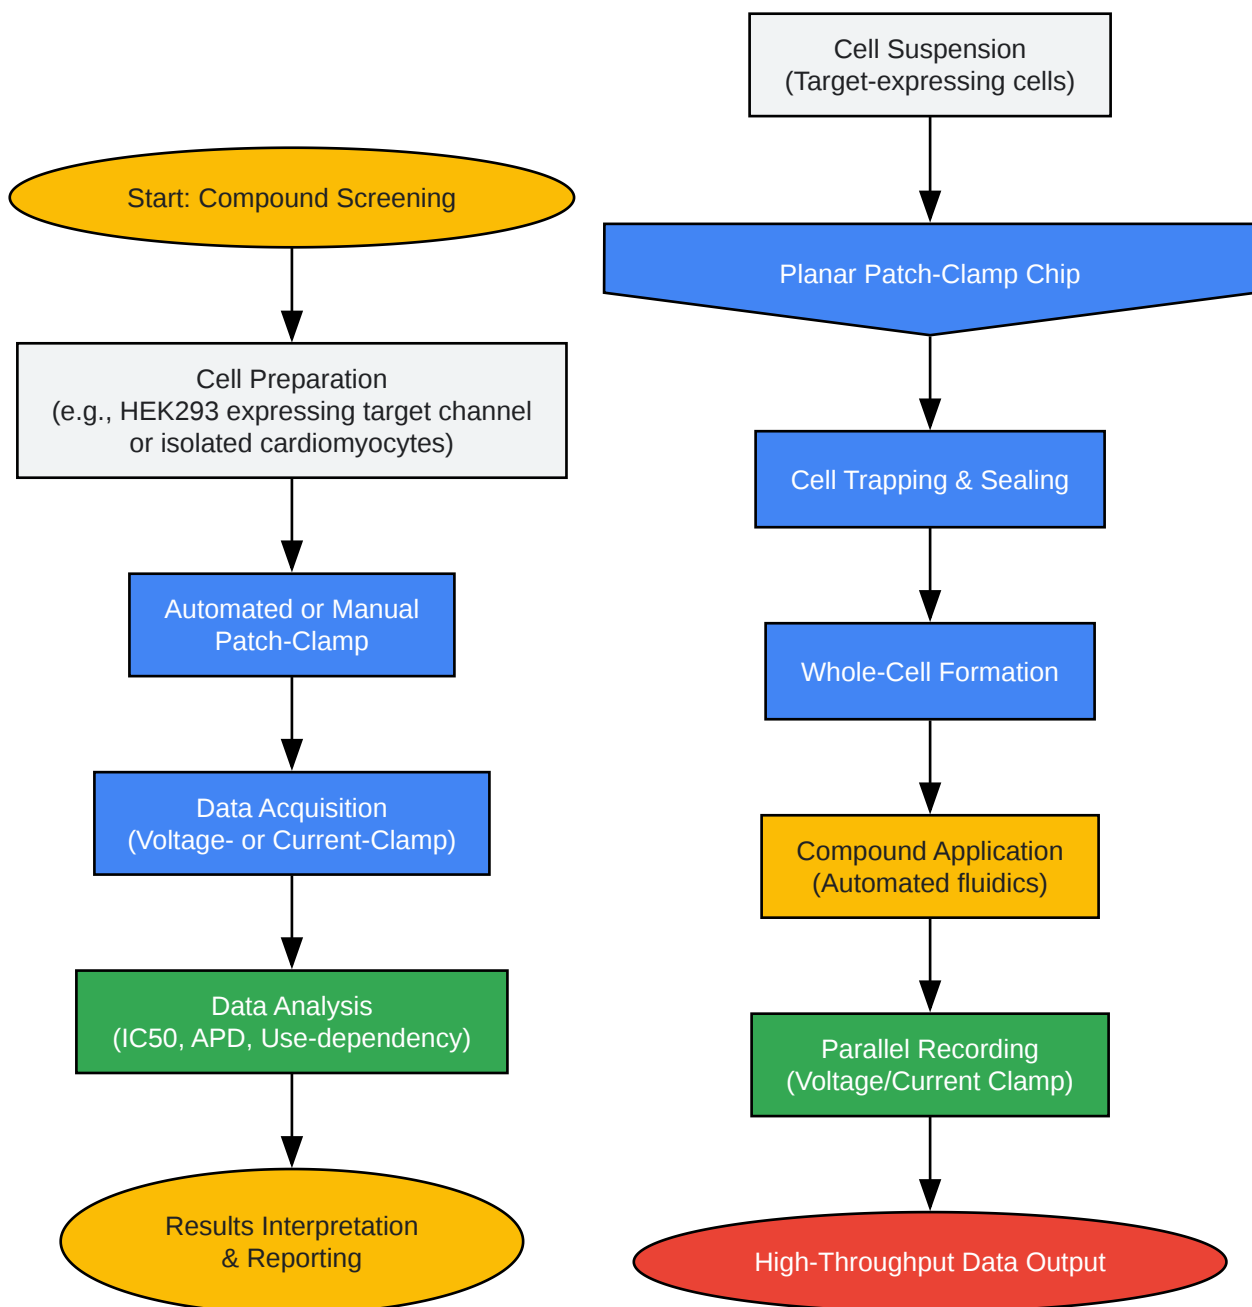 Start: Compound Screening
Cell Preparation
(e.g., HEK293 expressing target channel
or isolated cardiomyocytes)
Automated or Manual
Patch-Clamp
Data Acquisition
(Voltage- or Current-Clamp)
Data Analysis
(IC50, APD, Use-dependency)
Results Interpretation
& Reporting
Cell Suspension
(Target-expressing cells)
Planar Patch-Clamp Chip
Cell Trapping & Sealing
Whole-Cell Formation
Compound Application
(Automated fluidics)
Parallel Recording
(Voltage/Current Clamp)
High-Throughput Data Output